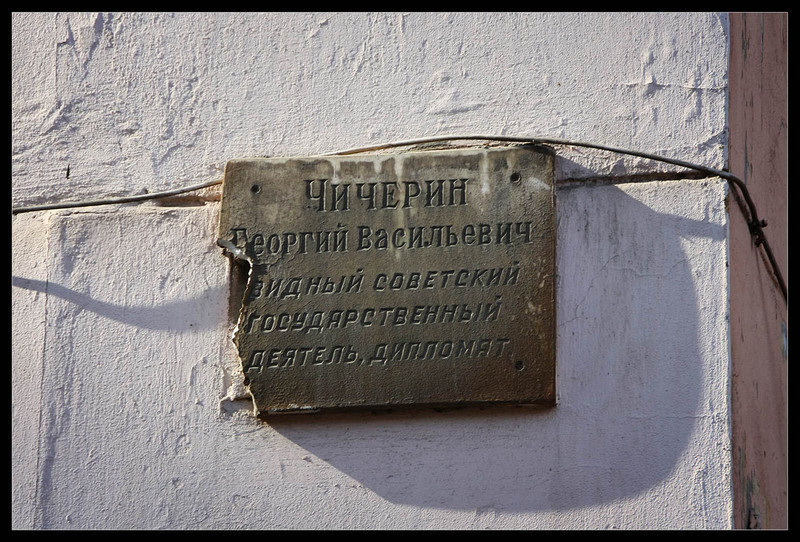 Чичерин
Георгий Васильевич
видный советский
государственный
деятель, дипломат.